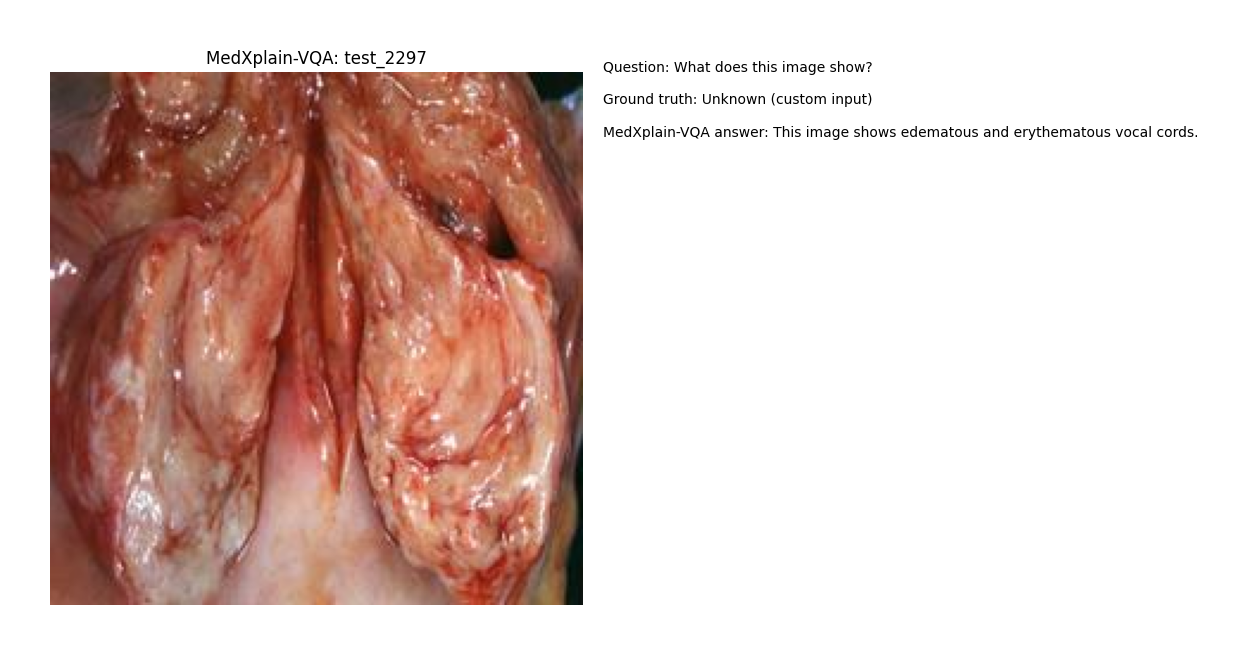 MedXplain-VQA: test_2297
Question: What does this image show?
Ground truth: Unknown (custom input)
MedXplain-VQA answer: This image shows edematous and erythematous vocal cords.